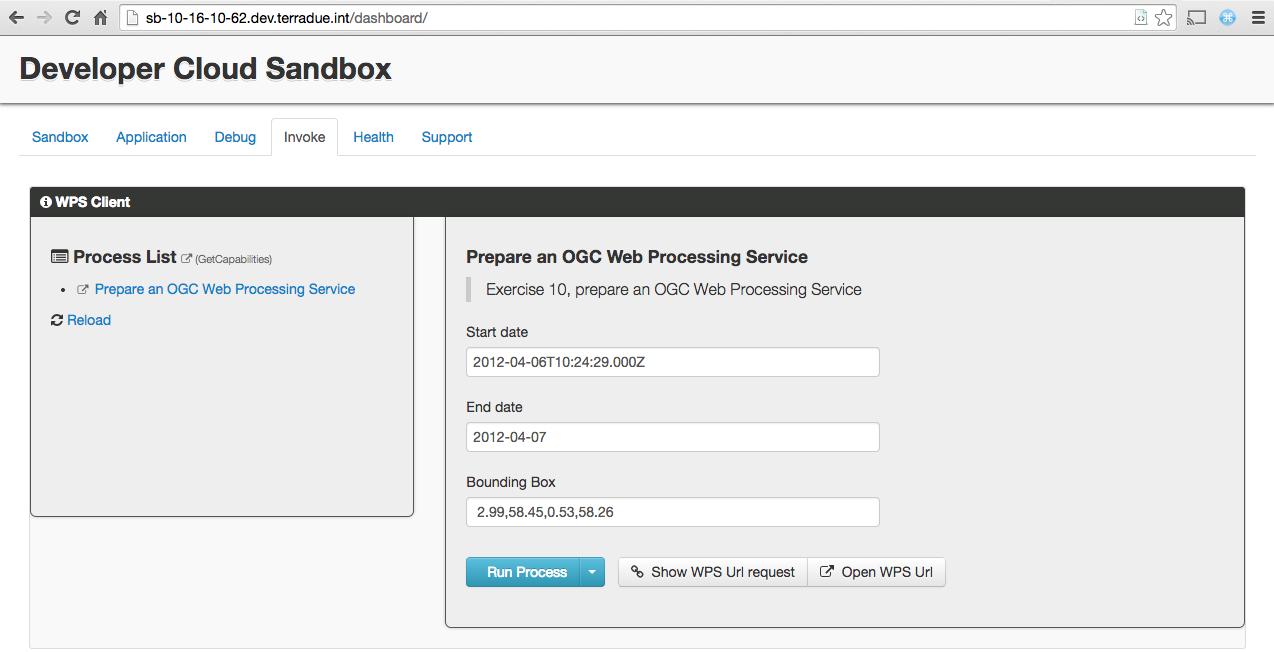 sb-10-16-10-62.dev.terradue.int/dashboard/
Developer Cloud Sandbox
Sandbox Application Debug Invoke Health Support
WPS Client
Process List (GetCapabilities)
Prepare an OGC Web Processing Service
Reload
Prepare an OGC Web Processing Service
Exercise 10, prepare an OGC Web Processing Service
Start date
2012-04-06T10:24:29.000Z
End date
2012-04-07
Bounding Box
2.99,58.45,0.53,58.26
Run Process Show WPS Url request Open WPS Url